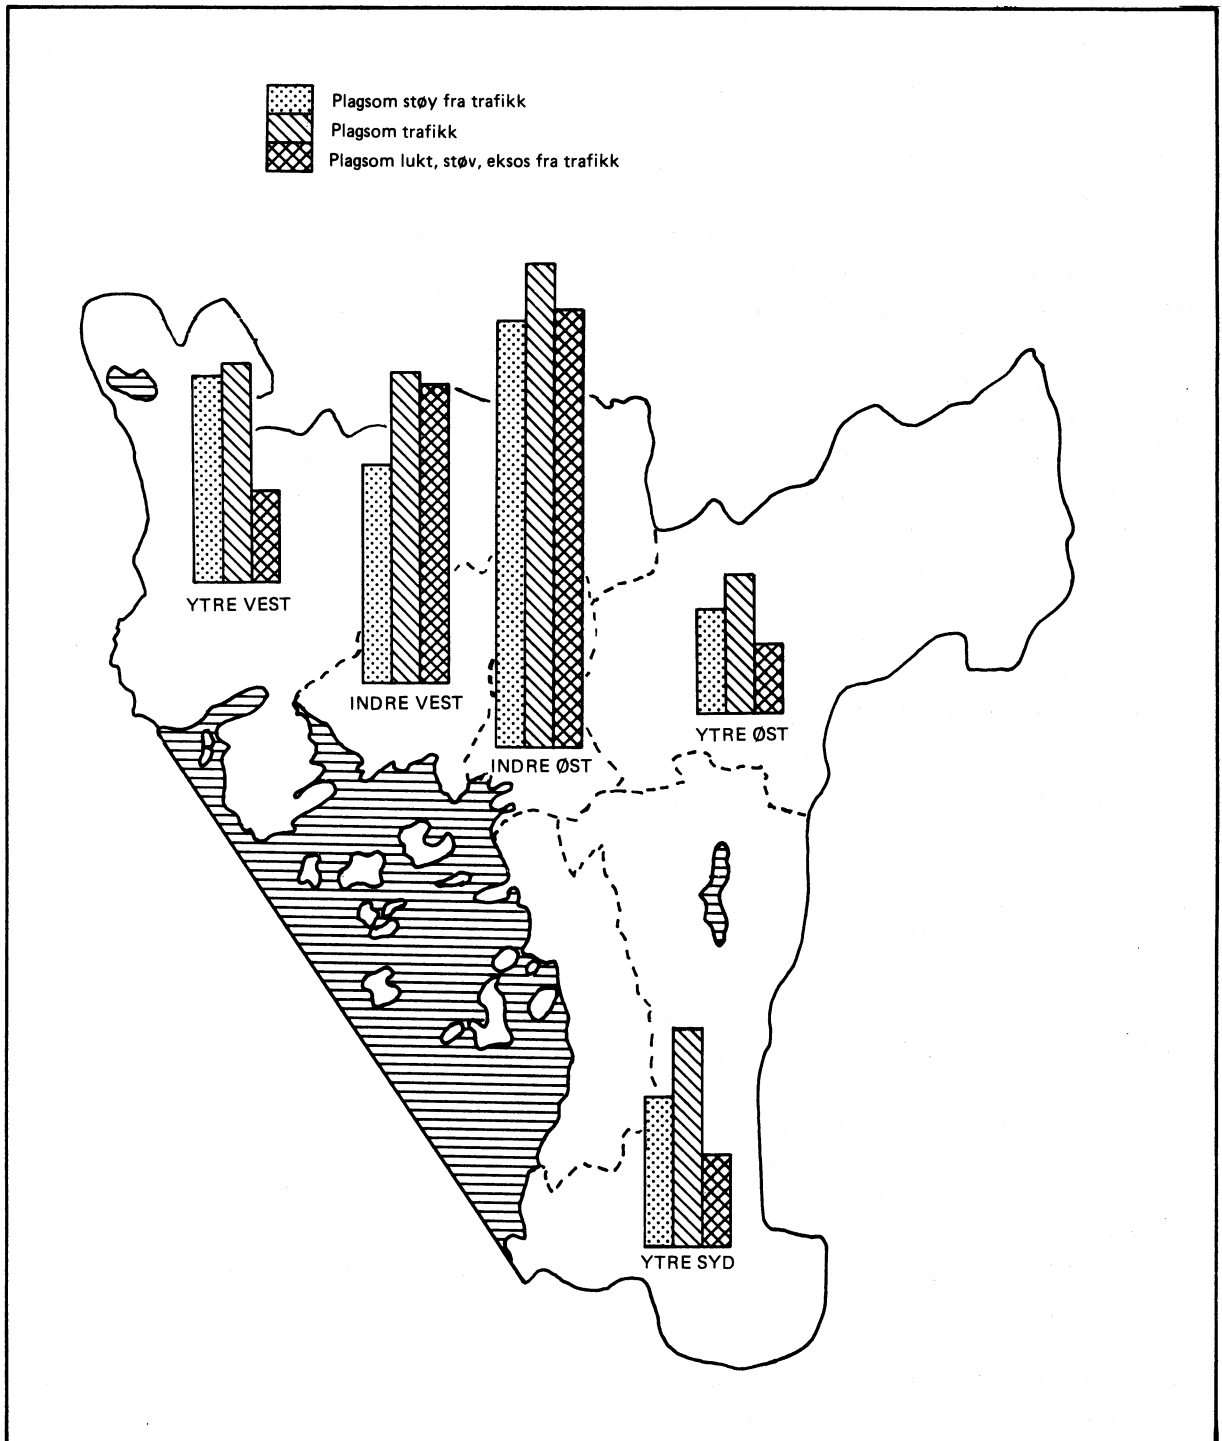 Plagsom støy fra trafikk
Plagsom trafikk
Plagsom lukt, støv, eksos fra trafikk
YTRE VEST
INDRE VEST
YTRE ØST
INDRE ØST
YTRE SYD